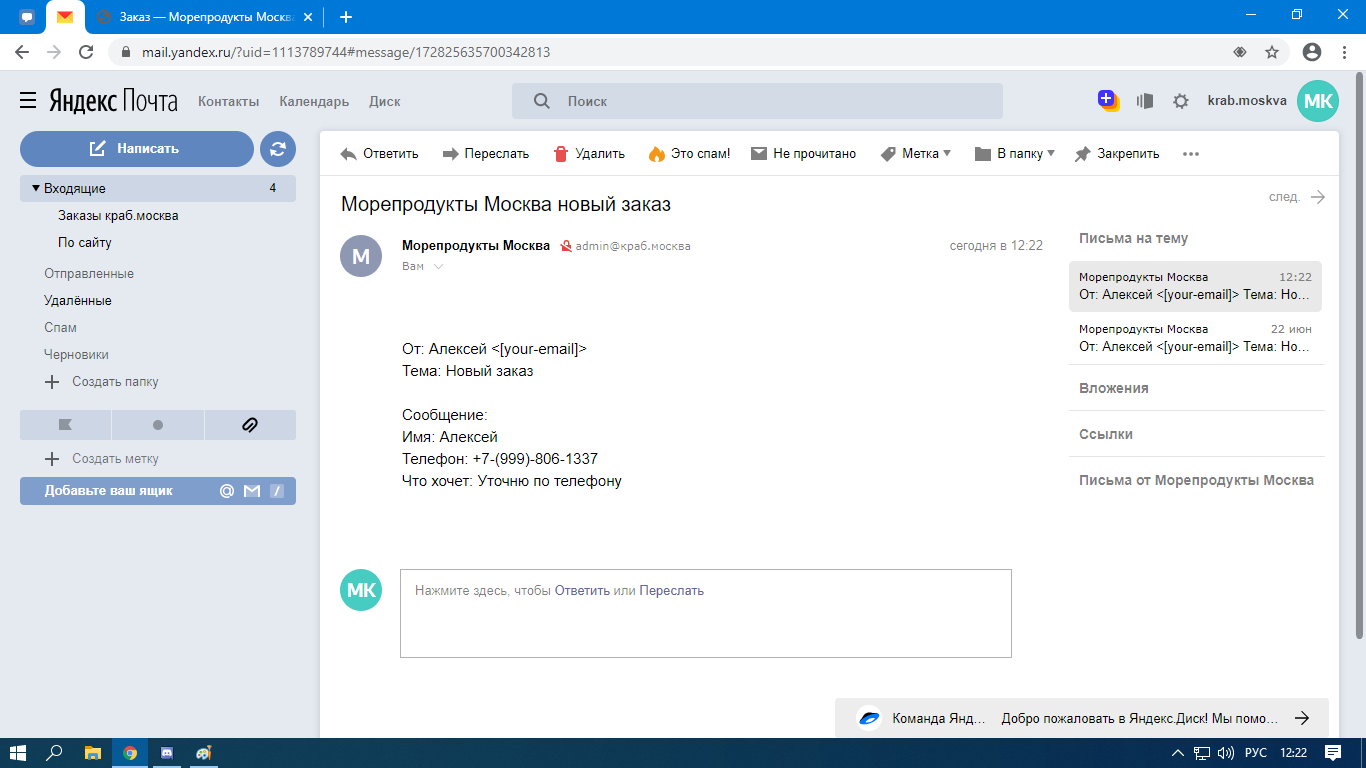 Заказ — Морепродукты Москва
mail.yandex.ru/?uid=1113789744#message/172825635700342813
Яндекс Почта
Контакты
Календарь
Диск
Поиск
krab.moskva
МК
Написать
Входящие 4
Заказы краб.москва
По сайту
Отправленные
Удалённые
Спам
Черновики
Создать папку
Создать метку
Добавьте ваш ящик
Ответить
Переслать
Удалить
Это спам!
Не прочитано
Метка
В папку
Закрепить
Морепродукты Москва новый заказ
след.
М
Морепродукты Москва admin@краб.москва сегодня в 12:22
Вам
От: Алексей <[your-email]>
Тема: Новый заказ
Сообщение:
Имя: Алексей
Телефон: +7-(999)-806-1337
Что хочет: Уточню по телефону
МК
Нажмите здесь, чтобы Ответить или Переслать
Письма на тему
Морепродукты Москва 12:22
От: Алексей <[your-email]> Тема: Но...
Морепродукты Москва 22 июн
От: Алексей <[your-email]> Тема: Но...
Вложения
Ссылки
Письма от Морепродукты Москва
Команда Янд... Добро пожаловать в Яндекс.Диск! Мы помо...
РУС 12:22